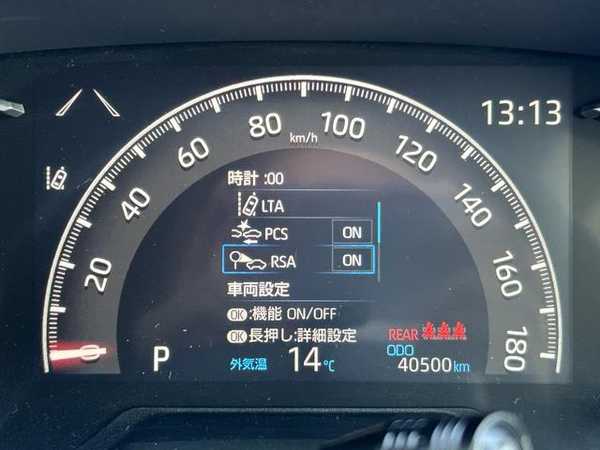 13:13
0
20
40
60
80
100
120
140
160
180
km/h
時計 :00
LTA
PCS ON
RSA ON
車両設定
OK :機能 ON/OFF
OK 長押し:詳細設定
REAR
ODO
P 外気温 14℃ 40500km